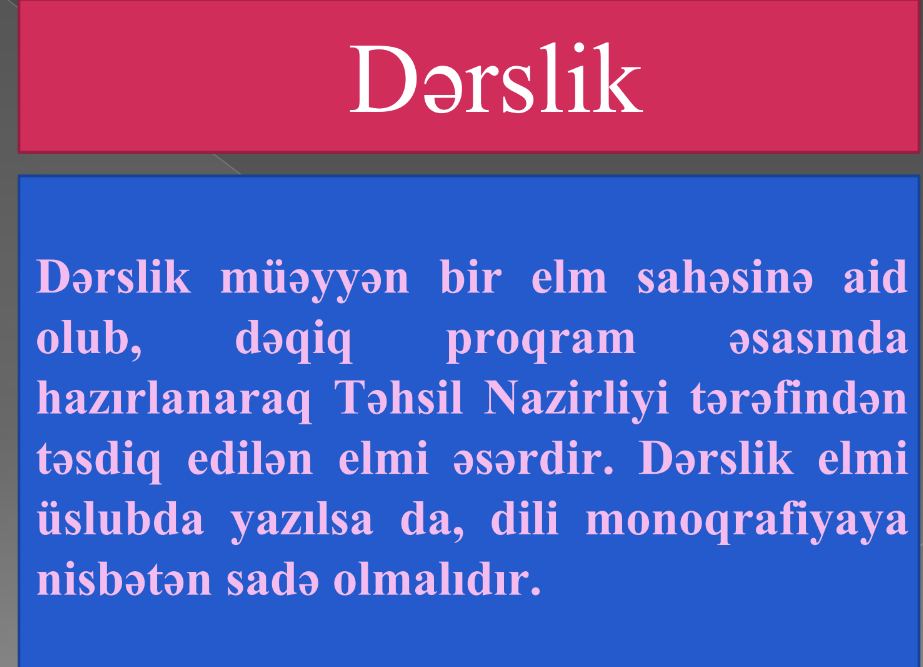 Dərslik
Dərslik müəyyən bir elm sahəsinə aid
olub, dəqiq proqram əsasında
hazırlanaraq Təhsil Nazirliyi tərəfindən
təsdiq edilən elmi əsərdir. Dərslik elmi
üslubda yazılsa da, dili monoqrafiyaya
nisbətən sadə olmalıdır.